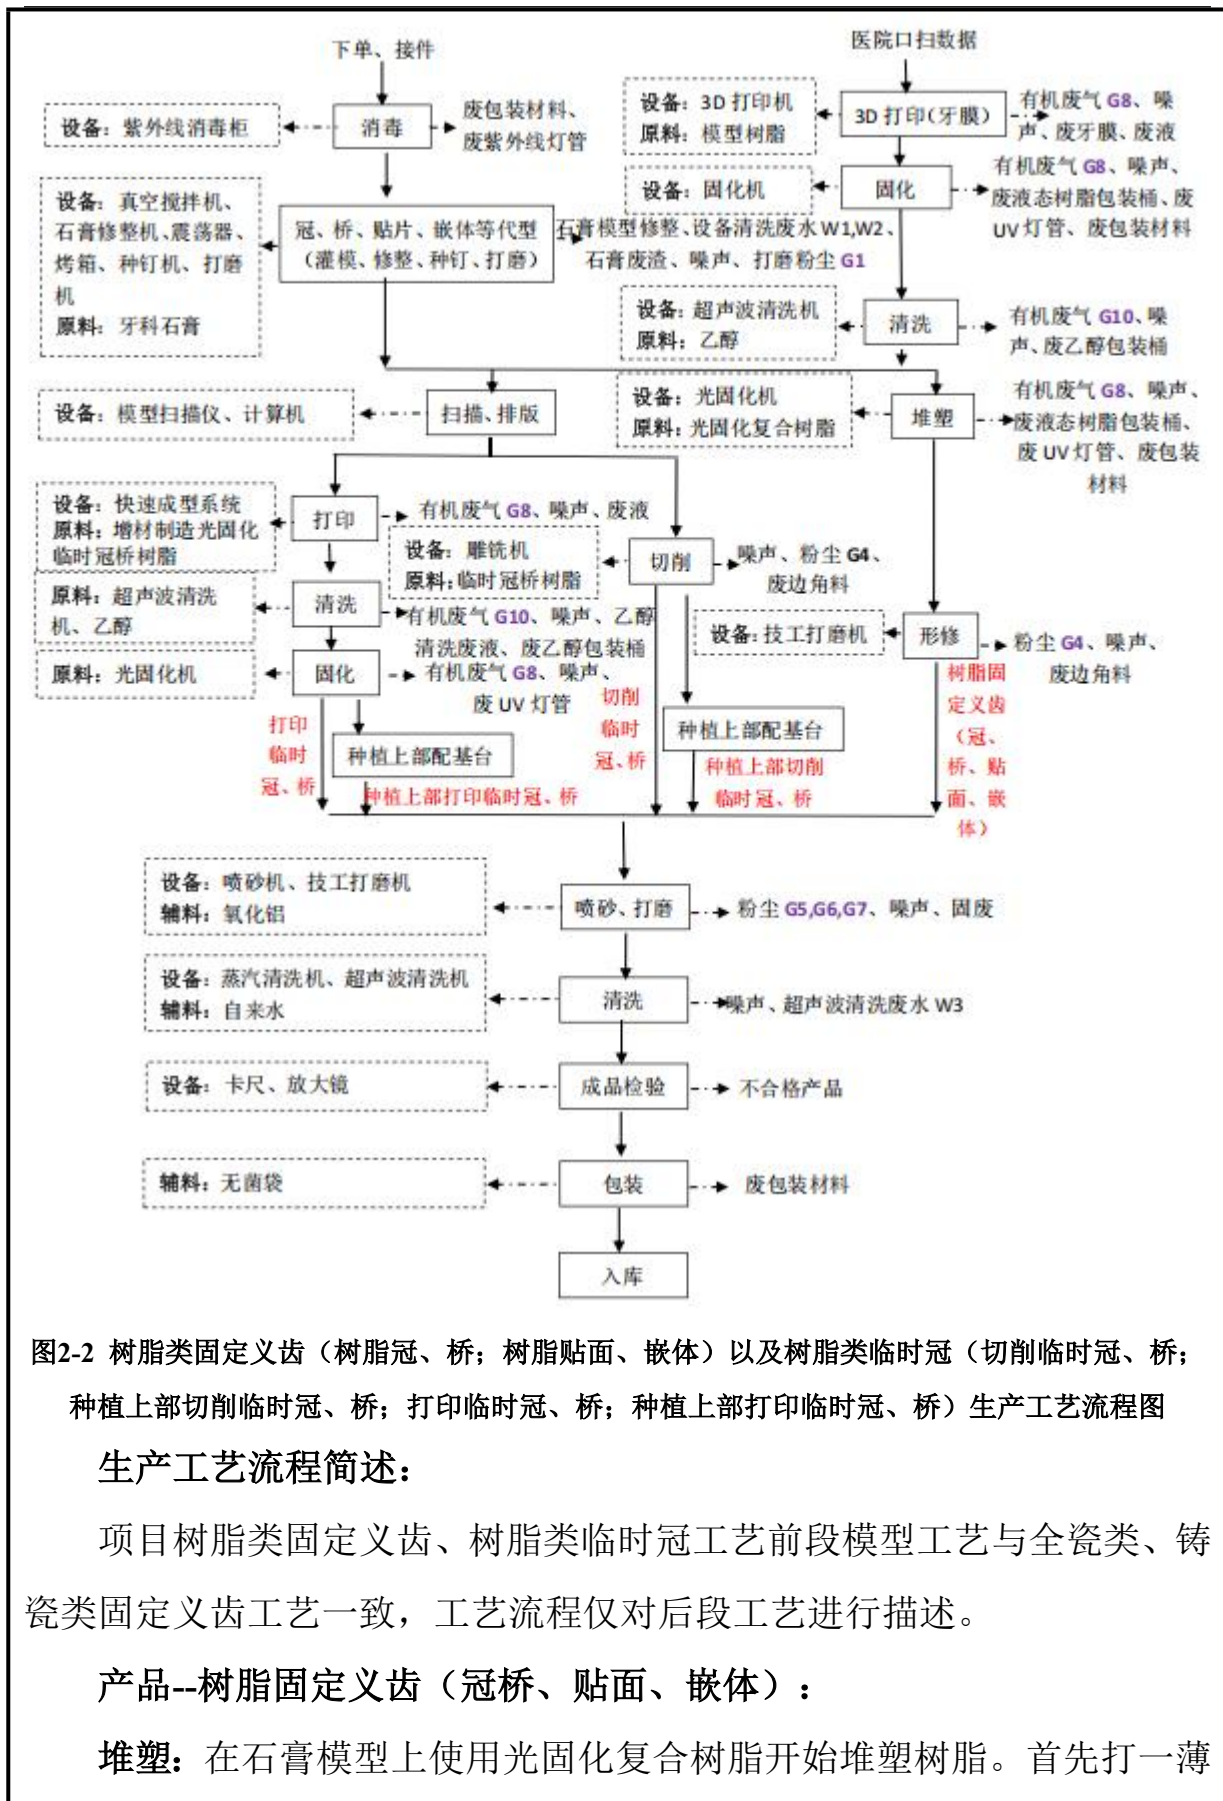 下单、接件
医院口扫数据
设备：紫外线消毒柜
消毒
废包装材料、
废紫外线灯管
设备：3D 打印机
原料：模型树脂
3D 打印（牙膜）
有机废气 G8、噪
声、废牙膜、废液
设备：固化机
固化
有机废气 G8、噪声、
废液态树脂包装桶、废
UV 灯管、废包装材料
设备：真空搅拌机、
石膏修整机、震荡器、
烤箱、种钉机、打磨
机
原料：牙科石膏
冠、桥、贴片、嵌体等代型
（灌模、修整、种钉、打磨）
石膏模型修整、设备清洗废水 W1,W2、
石膏废渣、噪声、打磨粉尘 G1
设备：超声波清洗机
原料：乙醇
清洗
有机废气 G10、噪
声、废乙醇包装桶
设备：模型扫描仪、计算机
扫描、排版
设备：光固化机
原料：光固化复合树脂
堆塑
有机废气 G8、噪声、
废液态树脂包装桶、
废 UV 灯管、废包装
材料
设备：快速成型系统
原料：增材制造光固化
临时冠桥树脂
打印
有机废气 G8、噪声、废液
设备：雕铣机
原料：临时冠桥树脂
切削
噪声、粉尘 G4、
废边角料
原料：超声波清洗
机、乙醇
清洗
有机废气 G10、噪声、乙醇
清洗废液、废乙醇包装桶
设备：技工打磨机
形修
粉尘 G4、噪声、
废边角料
原料：光固化机
固化
有机废气 G8、噪声、
废 UV 灯管
打印
临时
冠、桥
种植上部配基台
种植上部打印临时冠、桥
切削
临时
冠、桥
种植上部配基台
种植上部切削
临时冠、桥
树脂固
定义齿
（冠、
桥、贴
面、嵌
体）
设备：喷砂机、技工打磨机
辅料：氧化铝
喷砂、打磨
粉尘 G5,G6,G7、噪声、固废
设备：蒸汽清洗机、超声波清洗机
辅料：自来水
清洗
噪声、超声波清洗废水 W3
设备：卡尺、放大镜
成品检验
不合格产品
辅料：无菌袋
包装
废包装材料
入库
图2-2 树脂类固定义齿（树脂冠、桥；树脂贴面、嵌体）以及树脂类临时冠（切削临时冠、桥；
种植上部切削临时冠、桥；打印临时冠、桥；种植上部打印临时冠、桥）生产工艺流程图
生产工艺流程简述：
项目树脂类固定义齿、树脂类临时冠工艺前段模型工艺与全瓷类、铸
瓷类固定义齿工艺一致，工艺流程仅对后段工艺进行描述。
产品--树脂固定义齿（冠桥、贴面、嵌体）：
堆塑：在石膏模型上使用光固化复合树脂开始堆塑树脂。首先打一薄